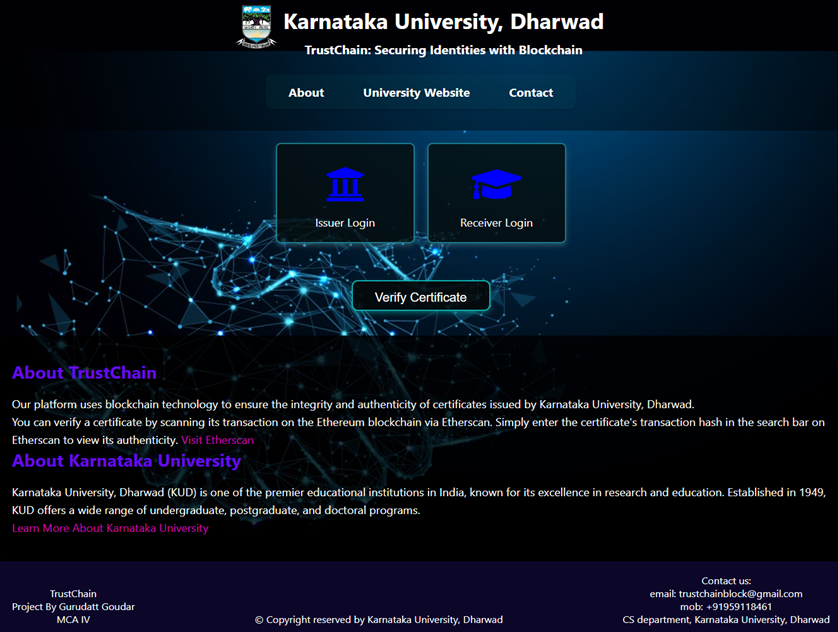 Karnataka University, Dharwad
TrustChain: Securing Identities with Blockchain
About University Website Contact
Issuer Login Receiver Login
Verify Certificate
About TrustChain
Our platform uses blockchain technology to ensure the integrity and authenticity of certificates issued by Karnataka University, Dharwad.
You can verify a certificate by scanning its transaction on the Ethereum blockchain via Etherscan. Simply enter the certificate's transaction hash in the search bar on
Etherscan to view its authenticity. Visit Etherscan
About Karnataka University
Karnataka University, Dharwad (KUD) is one of the premier educational institutions in India, known for its excellence in research and education. Established in 1949,
KUD offers a wide range of undergraduate, postgraduate, and doctoral programs.
Learn More About Karnataka University
TrustChain
Project By Gurudatt Goudar
MCA IV
© Copyright reserved by Karnataka University, Dharwad
Contact us:
email: trustchainblock@gmail.com
mob: +91959118461
CS department, Karnataka University, Dharwad